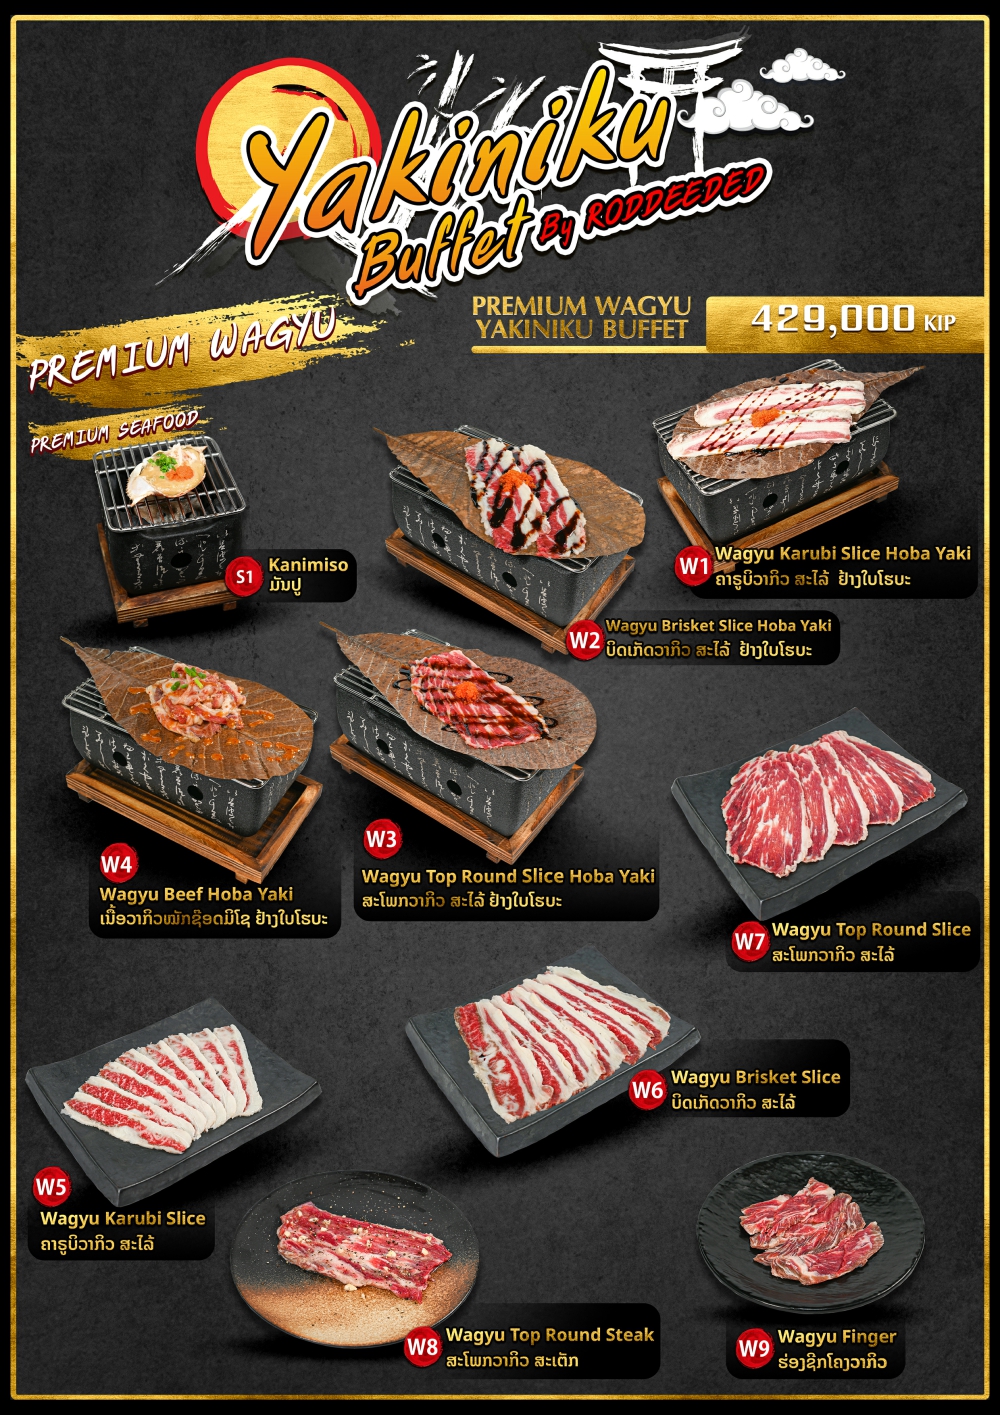 Yakiniku
Buffet By RODDEEDED
PREMIUM WAGYU
PREMIUM WAGYU
YAKINIKU BUFFET
429,000 KIP
PREMIUM SEAFOOD
S1
Kanimiso
ມັນປູ
W1
Wagyu Karubi Slice Hoba Yaki
ຄາຣູບິວາກິວ ສະໄລ້ ຢ້າງໃບໂຮບະ
W2
Wagyu Brisket Slice Hoba Yaki
ບິດເກັດວາກິວ ສະໄລ້ ຢ້າງໃບໂຮບະ
W4
Wagyu Beef Hoba Yaki
ເນື້ອວາກິວໝັກຊ໊ອດມິໂຊ ຢ້າງໃບໂຮບະ
W3
Wagyu Top Round Slice Hoba Yaki
ສະໂພກວາກິວ ສະໄລ້ ຢ້າງໃບໂຮບະ
W7
Wagyu Top Round Slice
ສະໂພກວາກິວ ສະໄລ້
W6
Wagyu Brisket Slice
ບິດເກັດວາກິວ ສະໄລ້
W5
Wagyu Karubi Slice
ຄາຣູບິວາກິວ ສະໄລ້
W8
Wagyu Top Round Steak
ສະໂພກວາກິວ ສະເຕັກ
W9
Wagyu Finger
ຮ່ອງຊີກໂຄງວາກິວ